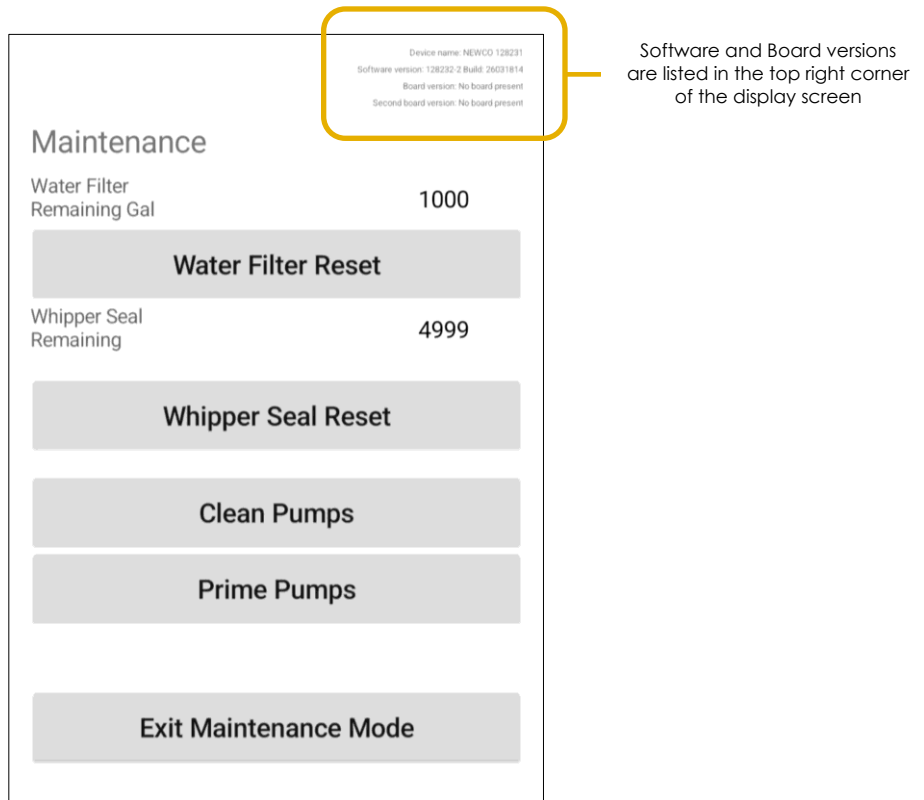 Device name: NEWCO 128231
Software version: 128232-2 Build: 26031814
Board version: No board present
Second board version: No board present
Software and Board versions
are listed in the top right corner
of the display screen
Maintenance
Water Filter
Remaining Gal
1000
Water Filter Reset
Whipper Seal
Remaining
4999
Whipper Seal Reset
Clean Pumps
Prime Pumps
Exit Maintenance Mode